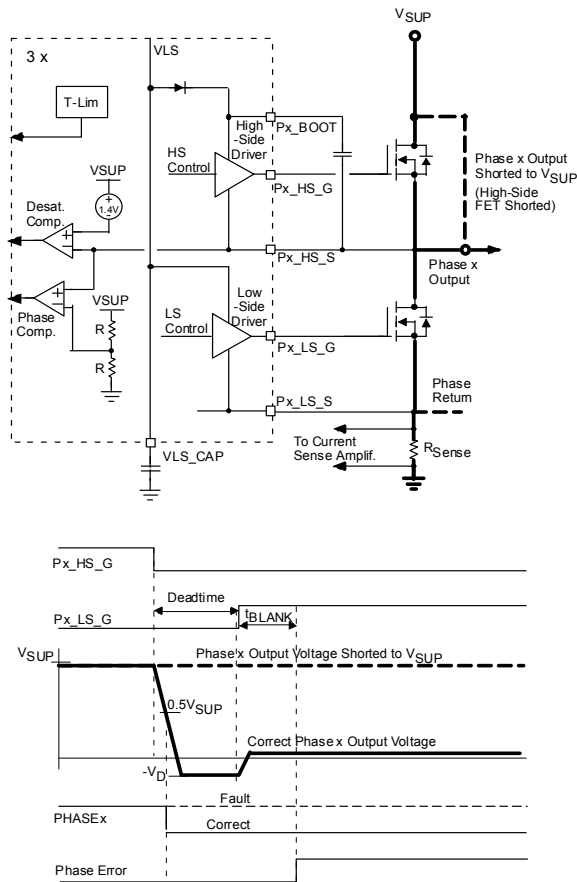 V_SUP
VLS
3 x
T-Lim
Px_BOOT
High
-Side
Driver
HS
Control
Px_HS_G
Phase x Output
Shorted to V_SUP
(High-Side
FET Shorted)
VSUP
1.4V
Desat.
Comp.
Px_HS_S
Phase x
Output
Phase
Comp.
VSUP
R
R
Low
-Side
Driver
LS
Control
Px_LS_G
Phase
Return
Px_LS_S
To Current
Sense Amplif.
R_Sense
VLS_CAP
Px_HS_G
Deadtime
Px_LS_G
t_BLANK
V_SUP
Phase x Output Voltage Shorted to V_SUP
0.5V_SUP
Correct Phase x Output Voltage
-V_D
Fault
PHASEx
Correct
Phase Error